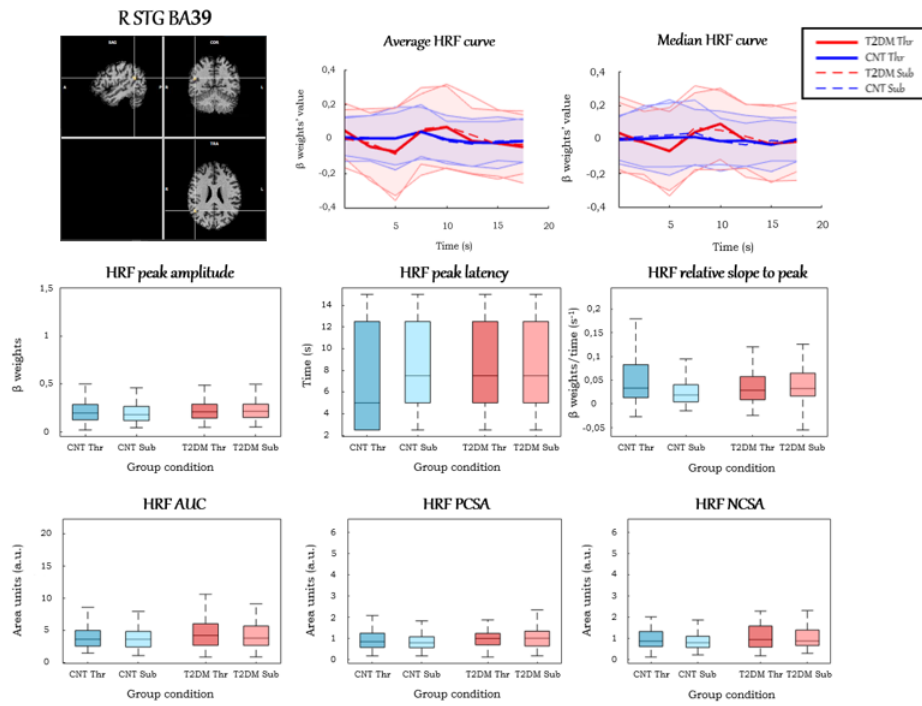 R STG BA39
SAG
COR
TRA
Average HRF curve
β weights' value
0,4
0,2
0
-0,2
-0,4
5
10
15
20
Time (s)
Median HRF curve
β weights' value
0,4
0,2
0
-0,2
-0,4
5
10
15
20
Time (s)
T2DM Thr
CNT Thr
T2DM Sub
CNT Sub
HRF peak amplitude
β weights
1,5
1
0,5
0
CNT Thr CNT Sub T2DM Thr T2DM Sub
Group condition
HRF peak latency
Time (s)
14
12
10
8
6
4
2
CNT Thr CNT Sub T2DM Thr T2DM Sub
Group condition
HRF relative slope to peak
β weights/time (s⁻¹)
0,2
0,15
0,1
0,05
0
-0,05
CNT Thr CNT Sub T2DM Thr T2DM Sub
Group condition
HRF AUC
Area units (a.u.)
20
15
10
5
0
CNT Thr CNT Sub T2DM Thr T2DM Sub
Group condition
HRF PCSA
Area units (a.u.)
6
5
4
3
2
1
0
CNT Thr CNT Sub T2DM Thr T2DM Sub
Group condition
HRF NCSA
Area units (a.u.)
6
5
4
3
2
1
0
CNT Thr CNT Sub T2DM Thr T2DM Sub
Group condition